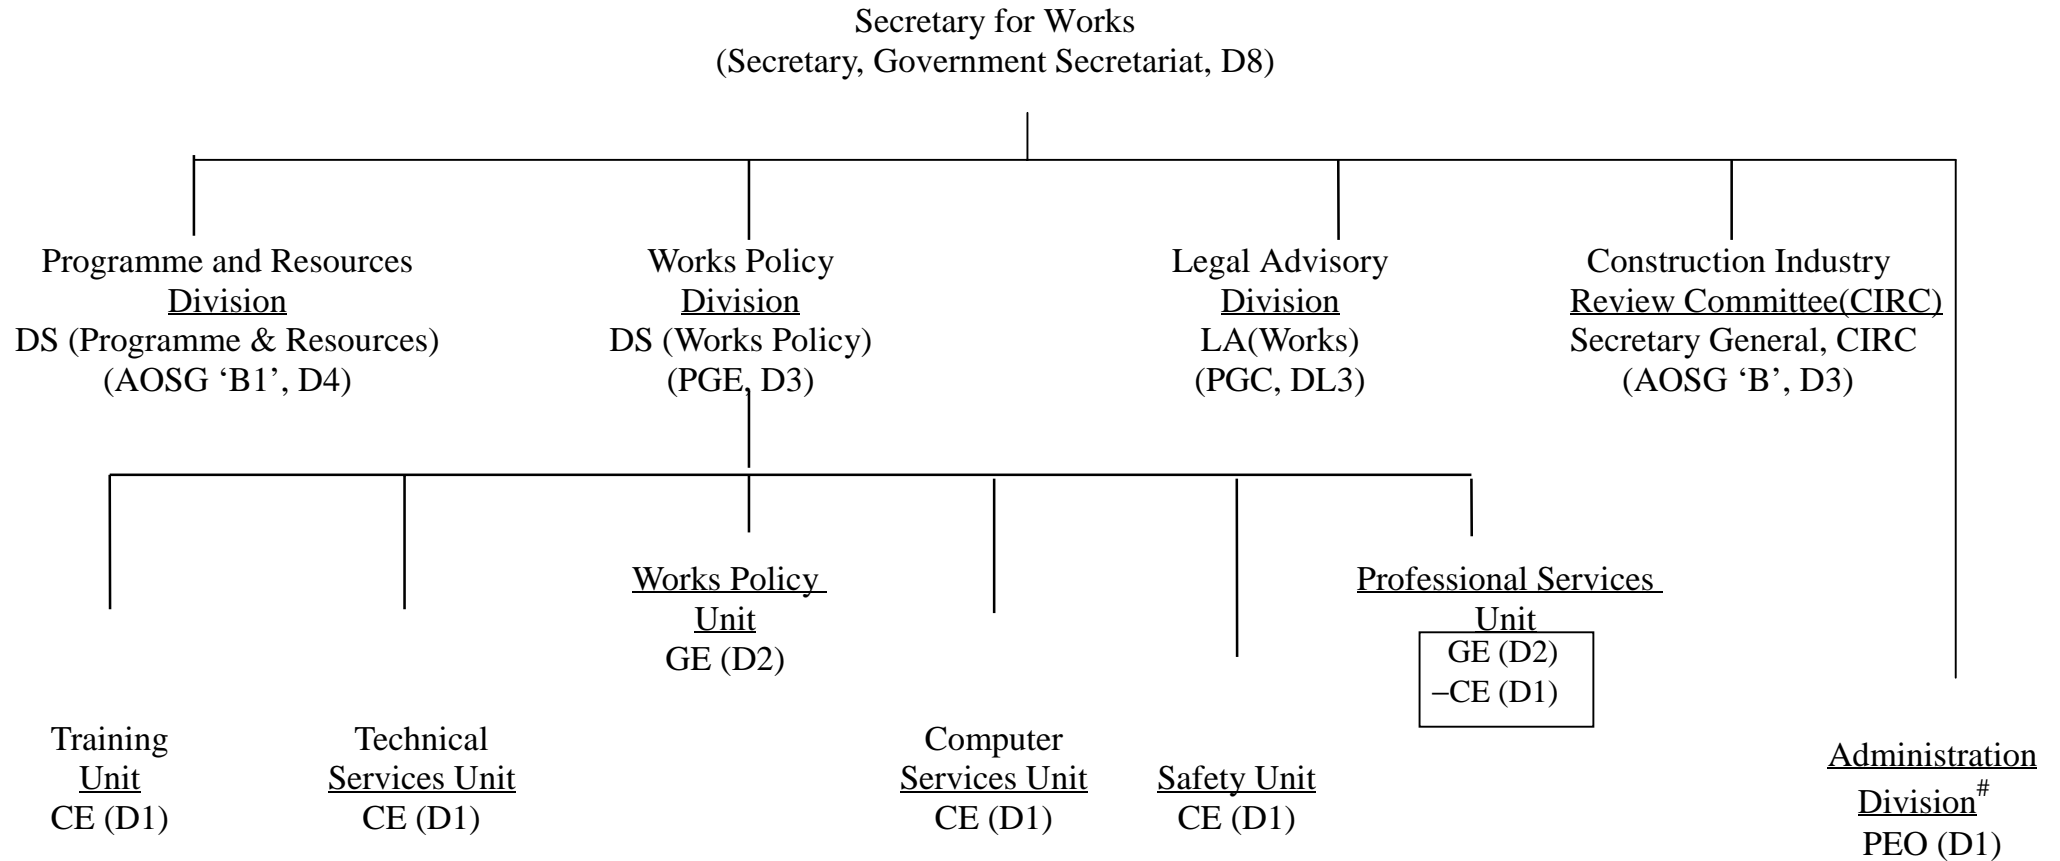 Secretary for Works
(Secretary, Government Secretariat, D8)
Programme and Resources
Division
DS (Programme & Resources)
(AOSG ‘B1’, D4)
Works Policy
Division
DS (Works Policy)
(PGE, D3)
Legal Advisory
Division
LA(Works)
(PGC, DL3)
Construction Industry
Review Committee(CIRC)
Secretary General, CIRC
(AOSG ‘B’, D3)
Training
Unit
CE (D1)
Technical
Services Unit
CE (D1)
Works Policy
Unit
GE (D2)
Computer
Services Unit
CE (D1)
Safety Unit
CE (D1)
Professional Services
Unit
GE (D2)
–CE (D1)
Administration
Division#
PEO (D1)